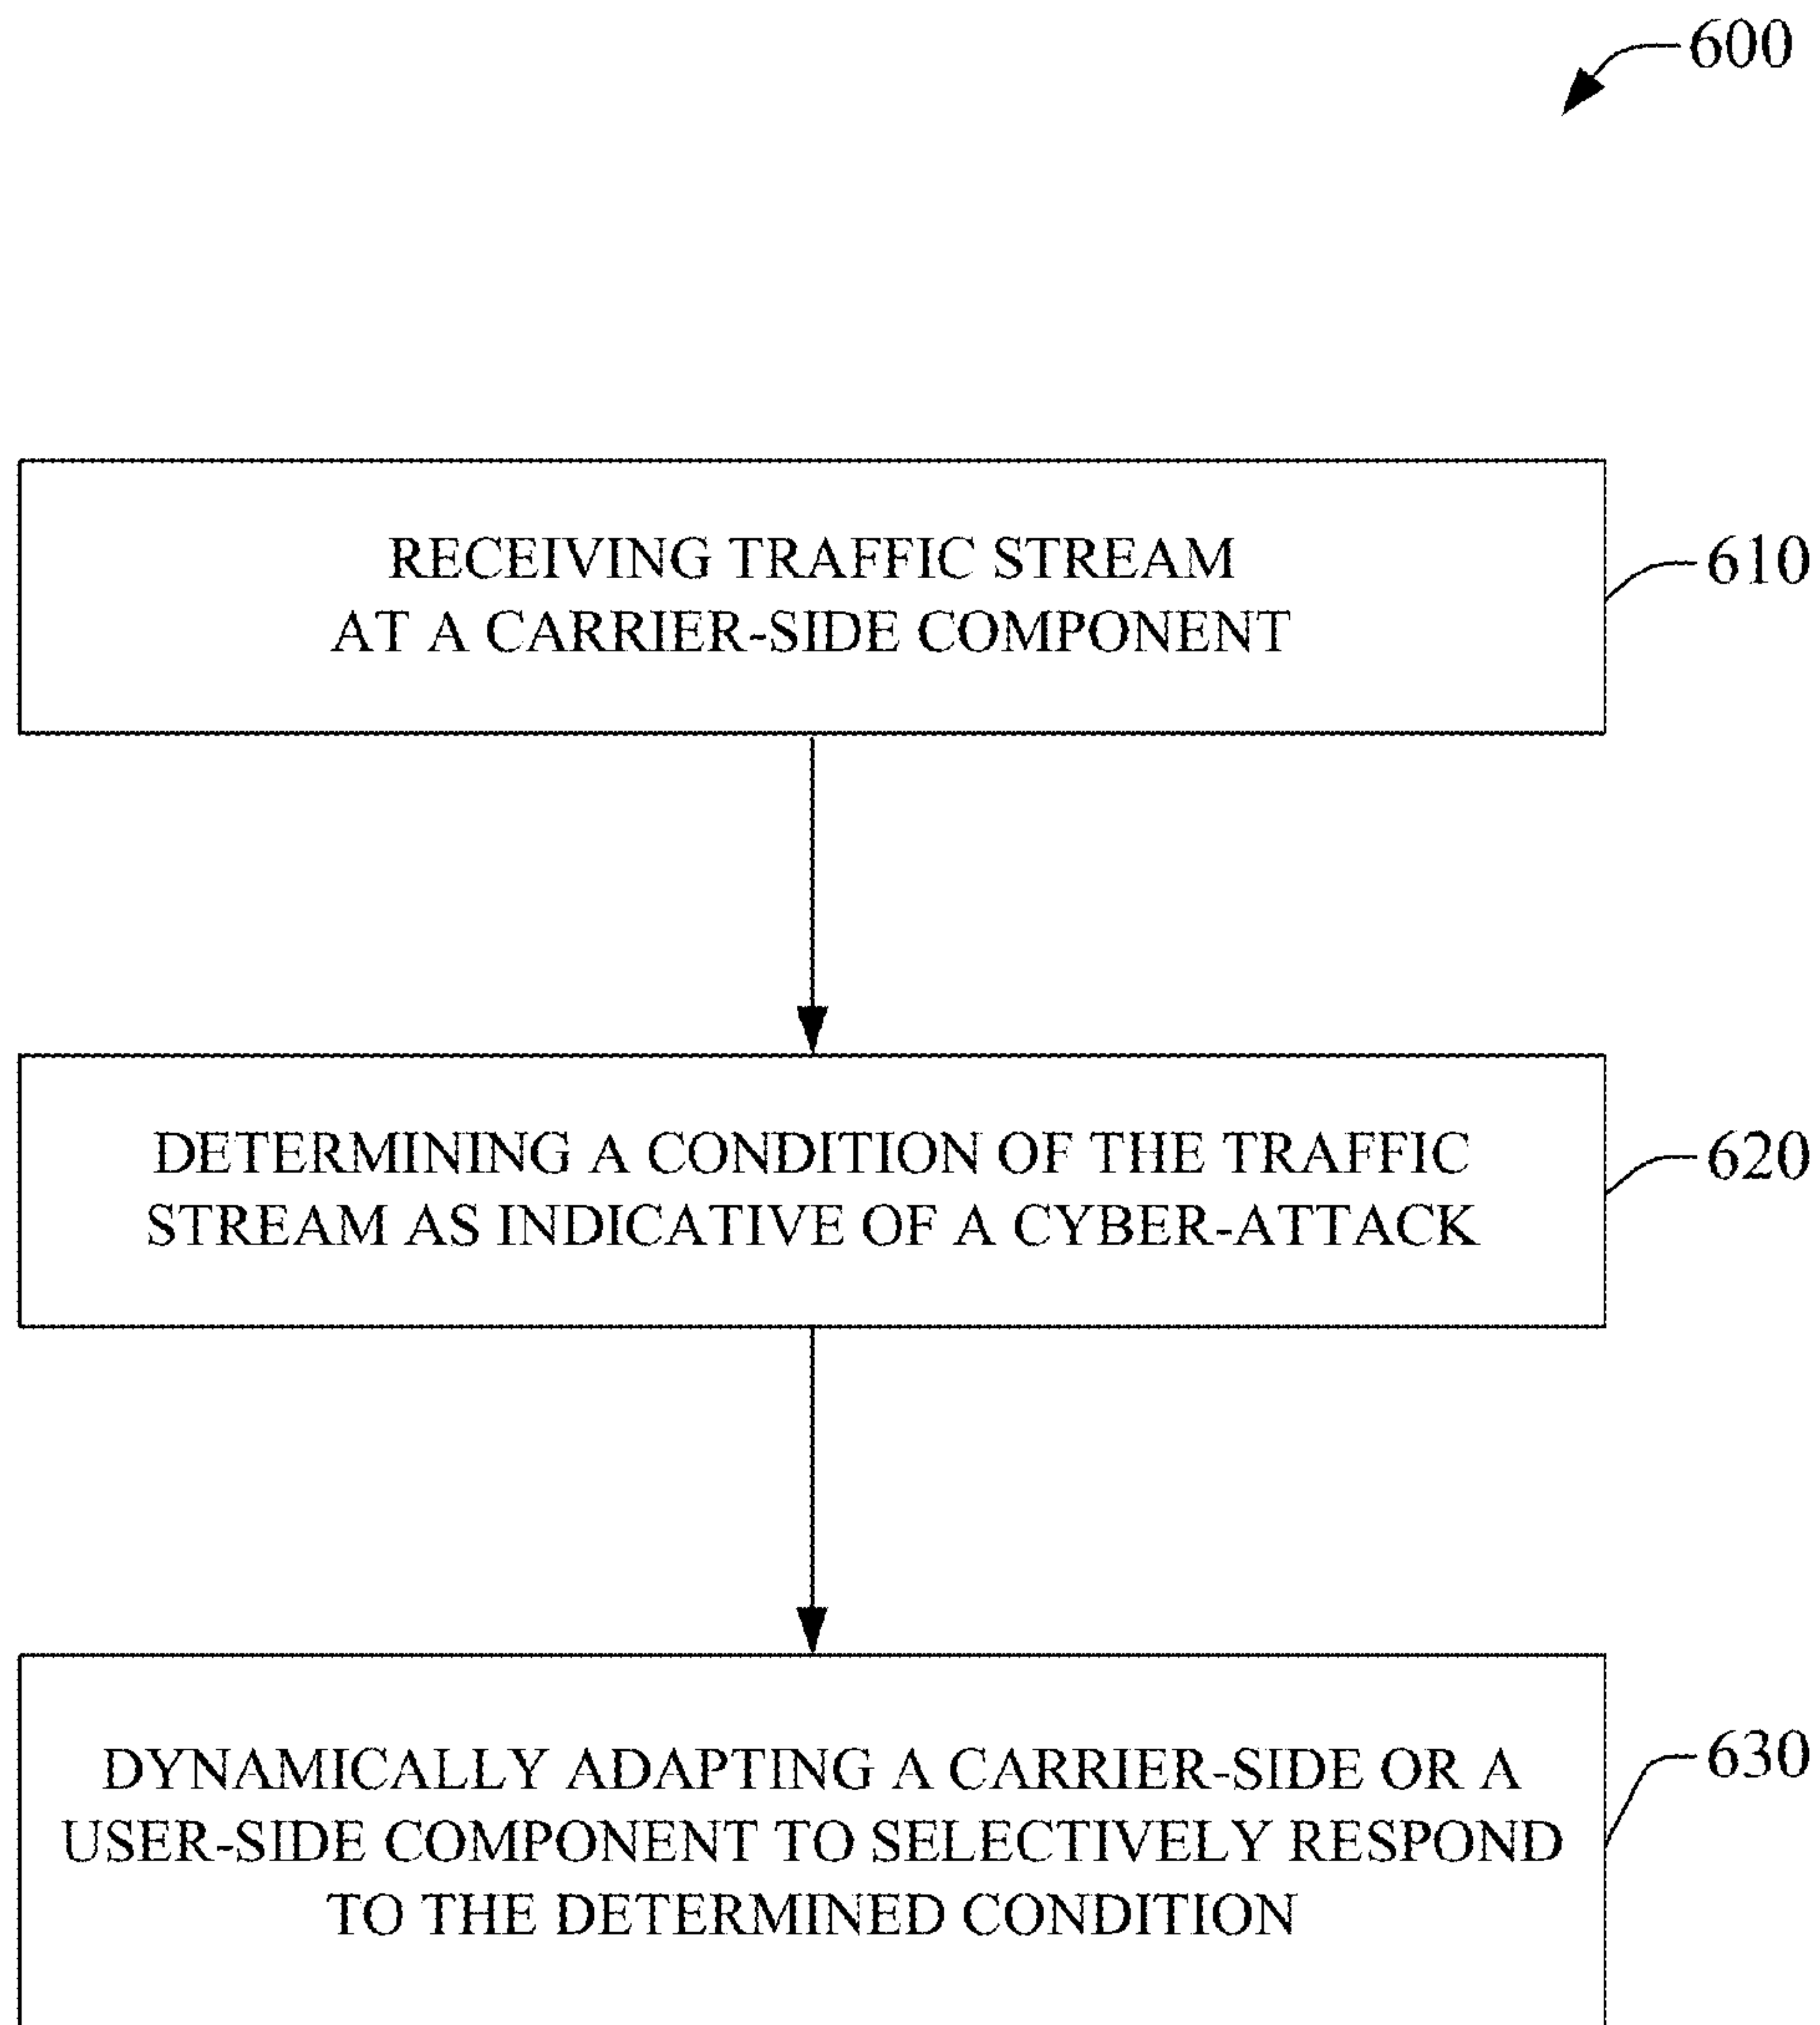 600
RECEIVING TRAFFIC STREAM
AT A CARRIER-SIDE COMPONENT
610
DETERMINING A CONDITION OF THE TRAFFIC
STREAM AS INDICATIVE OF A CYBER-ATTACK
620
DYNAMICALLY ADAPTING A CARRIER-SIDE OR A
USER-SIDE COMPONENT TO SELECTIVELY RESPOND
TO THE DETERMINED CONDITION
630